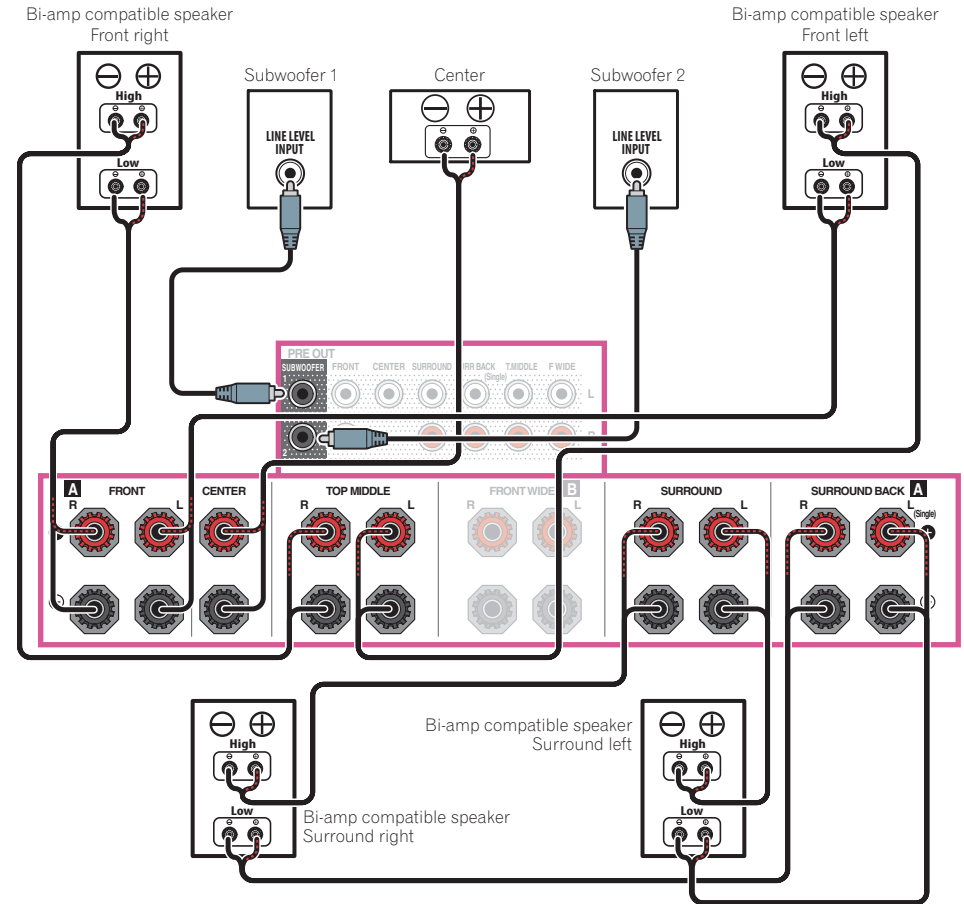 Bi-amp compatible speaker
Front right
Bi-amp compatible speaker
Front left
Subwoofer 1
Center
Subwoofer 2
High
Low
LINE LEVEL
INPUT
LINE LEVEL
INPUT
High
Low
PRE OUT
SUBWOOFER FRONT CENTER SURROUND SURR BACK T.MIDDLE F WIDE
(Single)
1
L
2
R
A FRONT CENTER TOP MIDDLE FRONT WIDE B SURROUND SURROUND BACK A
R L R L R L R L R L (Single)
Bi-amp compatible speaker
Surround left
High
Low
Bi-amp compatible speaker
Surround right
High
Low